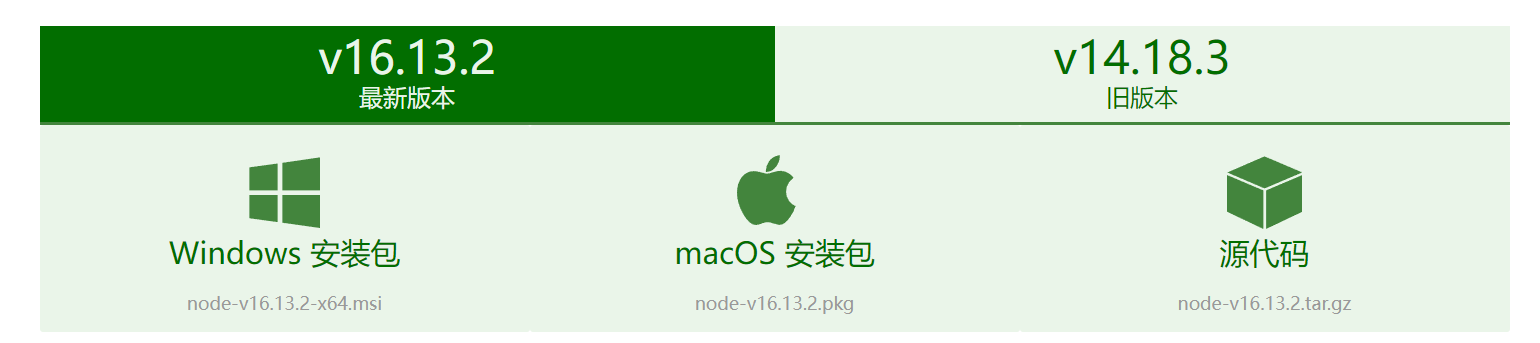 v16.13.2
最新版本
v14.18.3
旧版本
Windows 安装包
node-v16.13.2-x64.msi
macOS 安装包
node-v16.13.2.pkg
源代码
node-v16.13.2.tar.gz